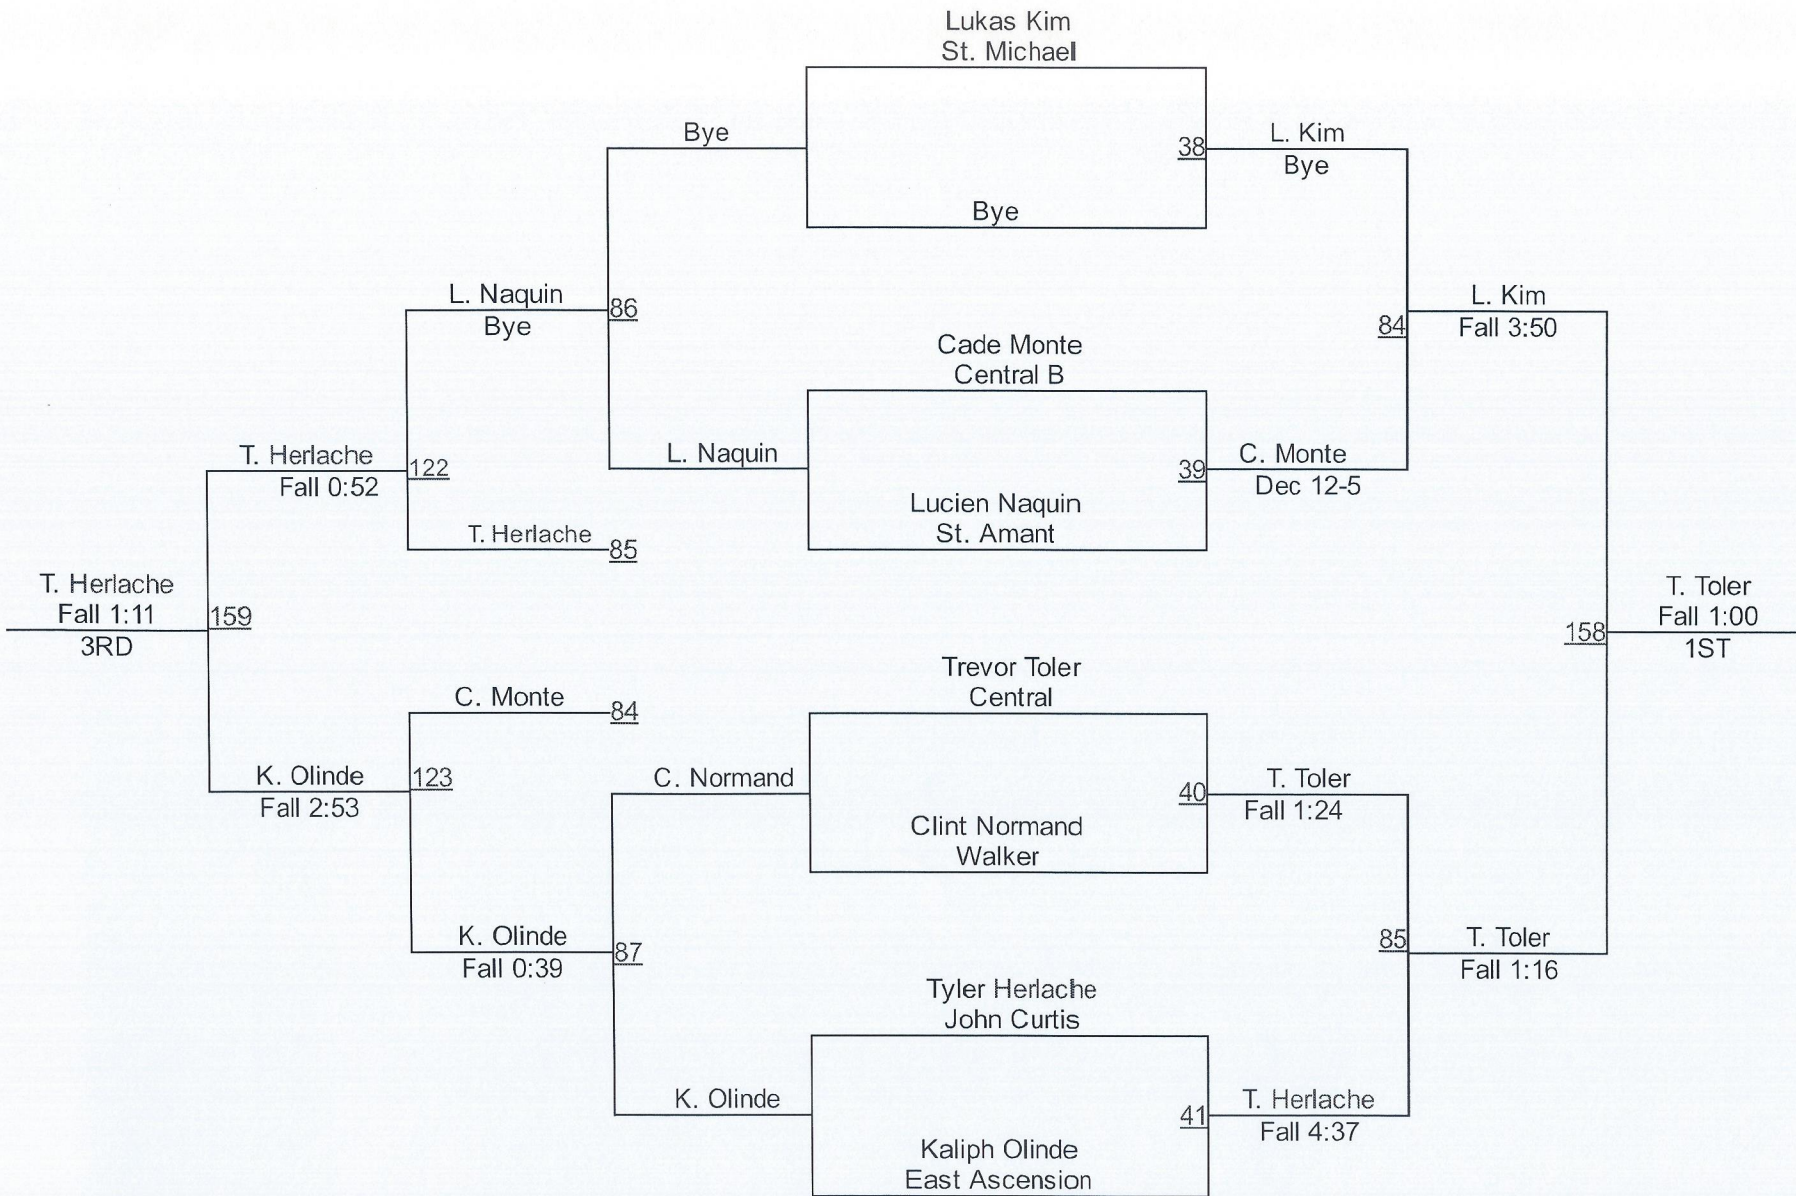 Lukas Kim
St. Michael
Bye
38
L. Kim
Bye
Bye
L. Naquin
Bye
86
L. Kim
Fall 3:50
84
Cade Monte
Central B
T. Herlache
Fall 0:52
122
L. Naquin
39
C. Monte
Dec 12-5
Lucien Naquin
St. Amant
T. Herlache
85
T. Herlache
Fall 1:11
3RD
159
158
T. Toler
Fall 1:00
1ST
Trevor Toler
Central
C. Monte
84
K. Olinde
Fall 2:53
123
C. Normand
40
T. Toler
Fall 1:24
Clint Normand
Walker
K. Olinde
Fall 0:39
87
85
T. Toler
Fall 1:16
Tyler Herlache
John Curtis
K. Olinde
41
T. Herlache
Fall 4:37
Kaliph Olinde
East Ascension